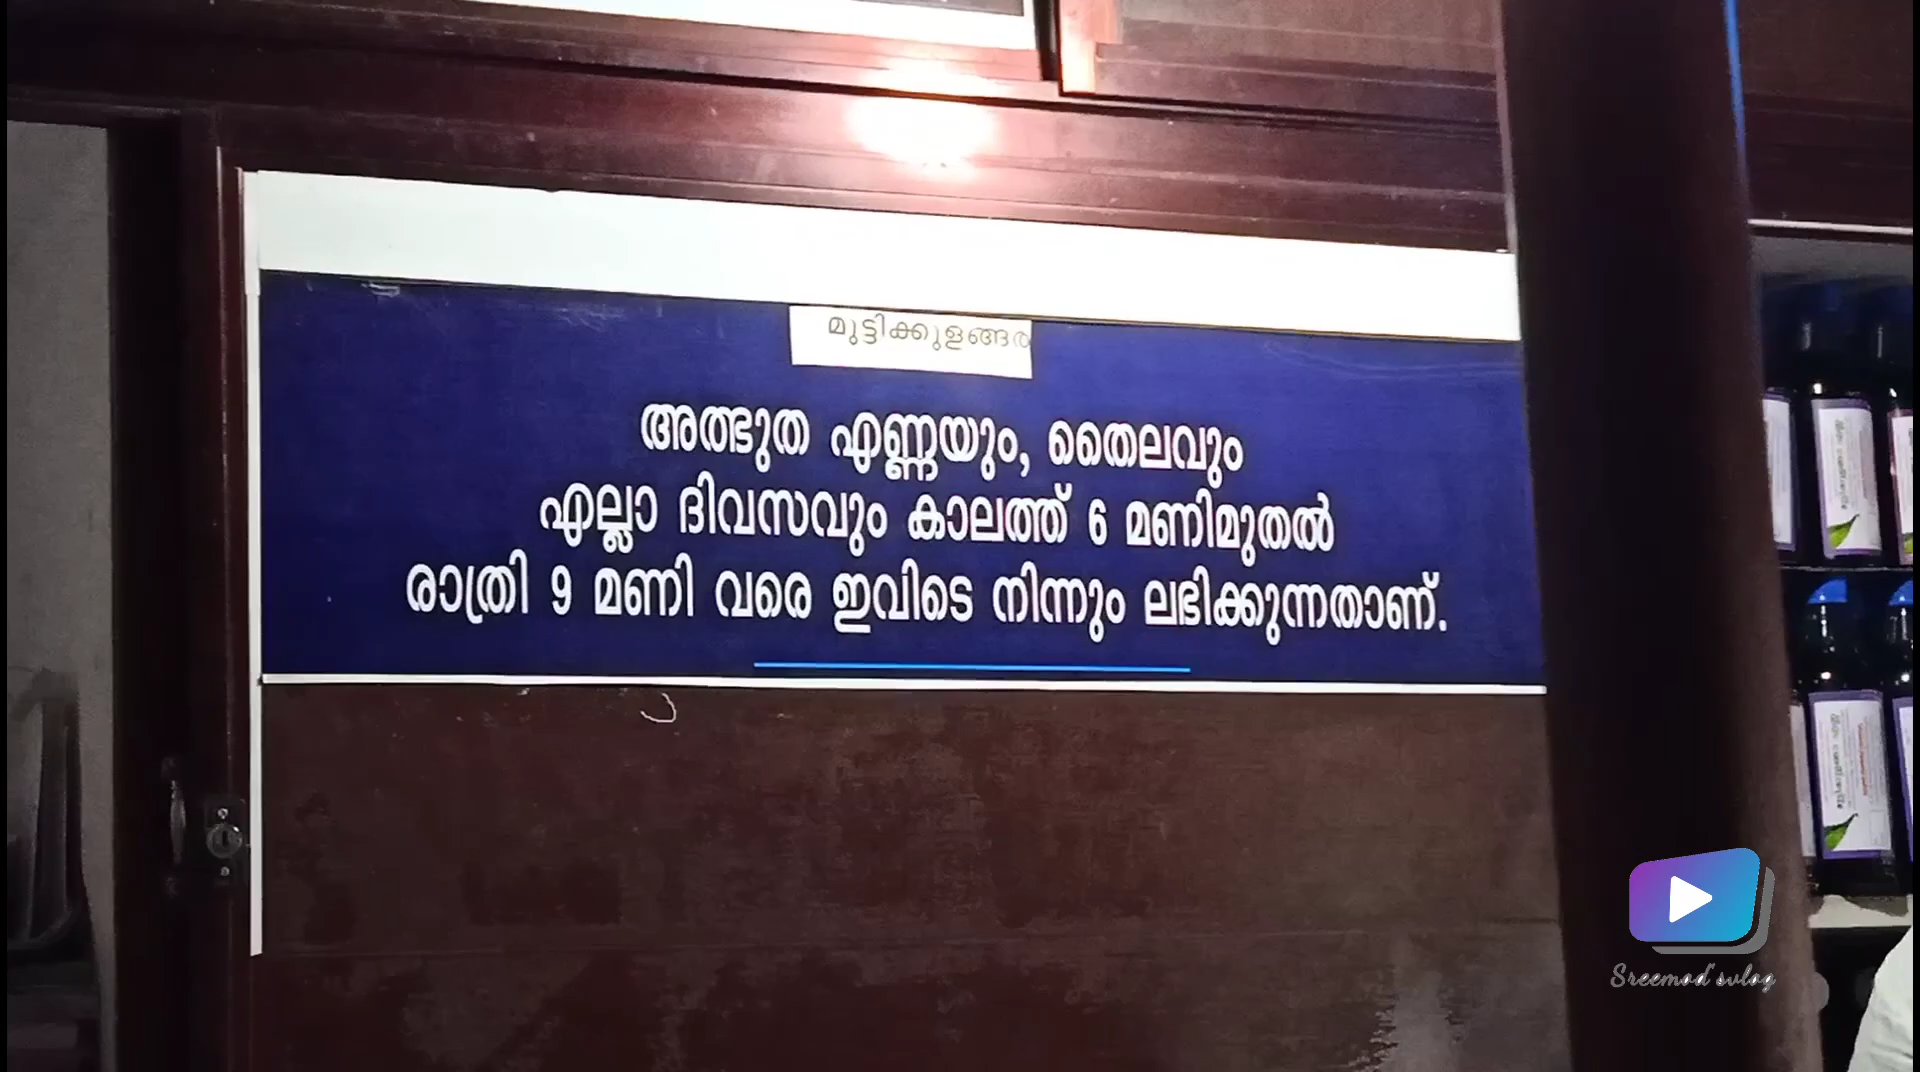 മുട്ടിക്കുളങ്ങര
അത്ഭുത എണ്ണയും, തൈലവും
എല്ലാ ദിവസവും കാലത്ത് 6 മണിമുതൽ
രാത്രി 9 മണി വരെ ഇവിടെ നിന്നും ലഭിക്കുന്നതാണ്.
Sreemod'svlog